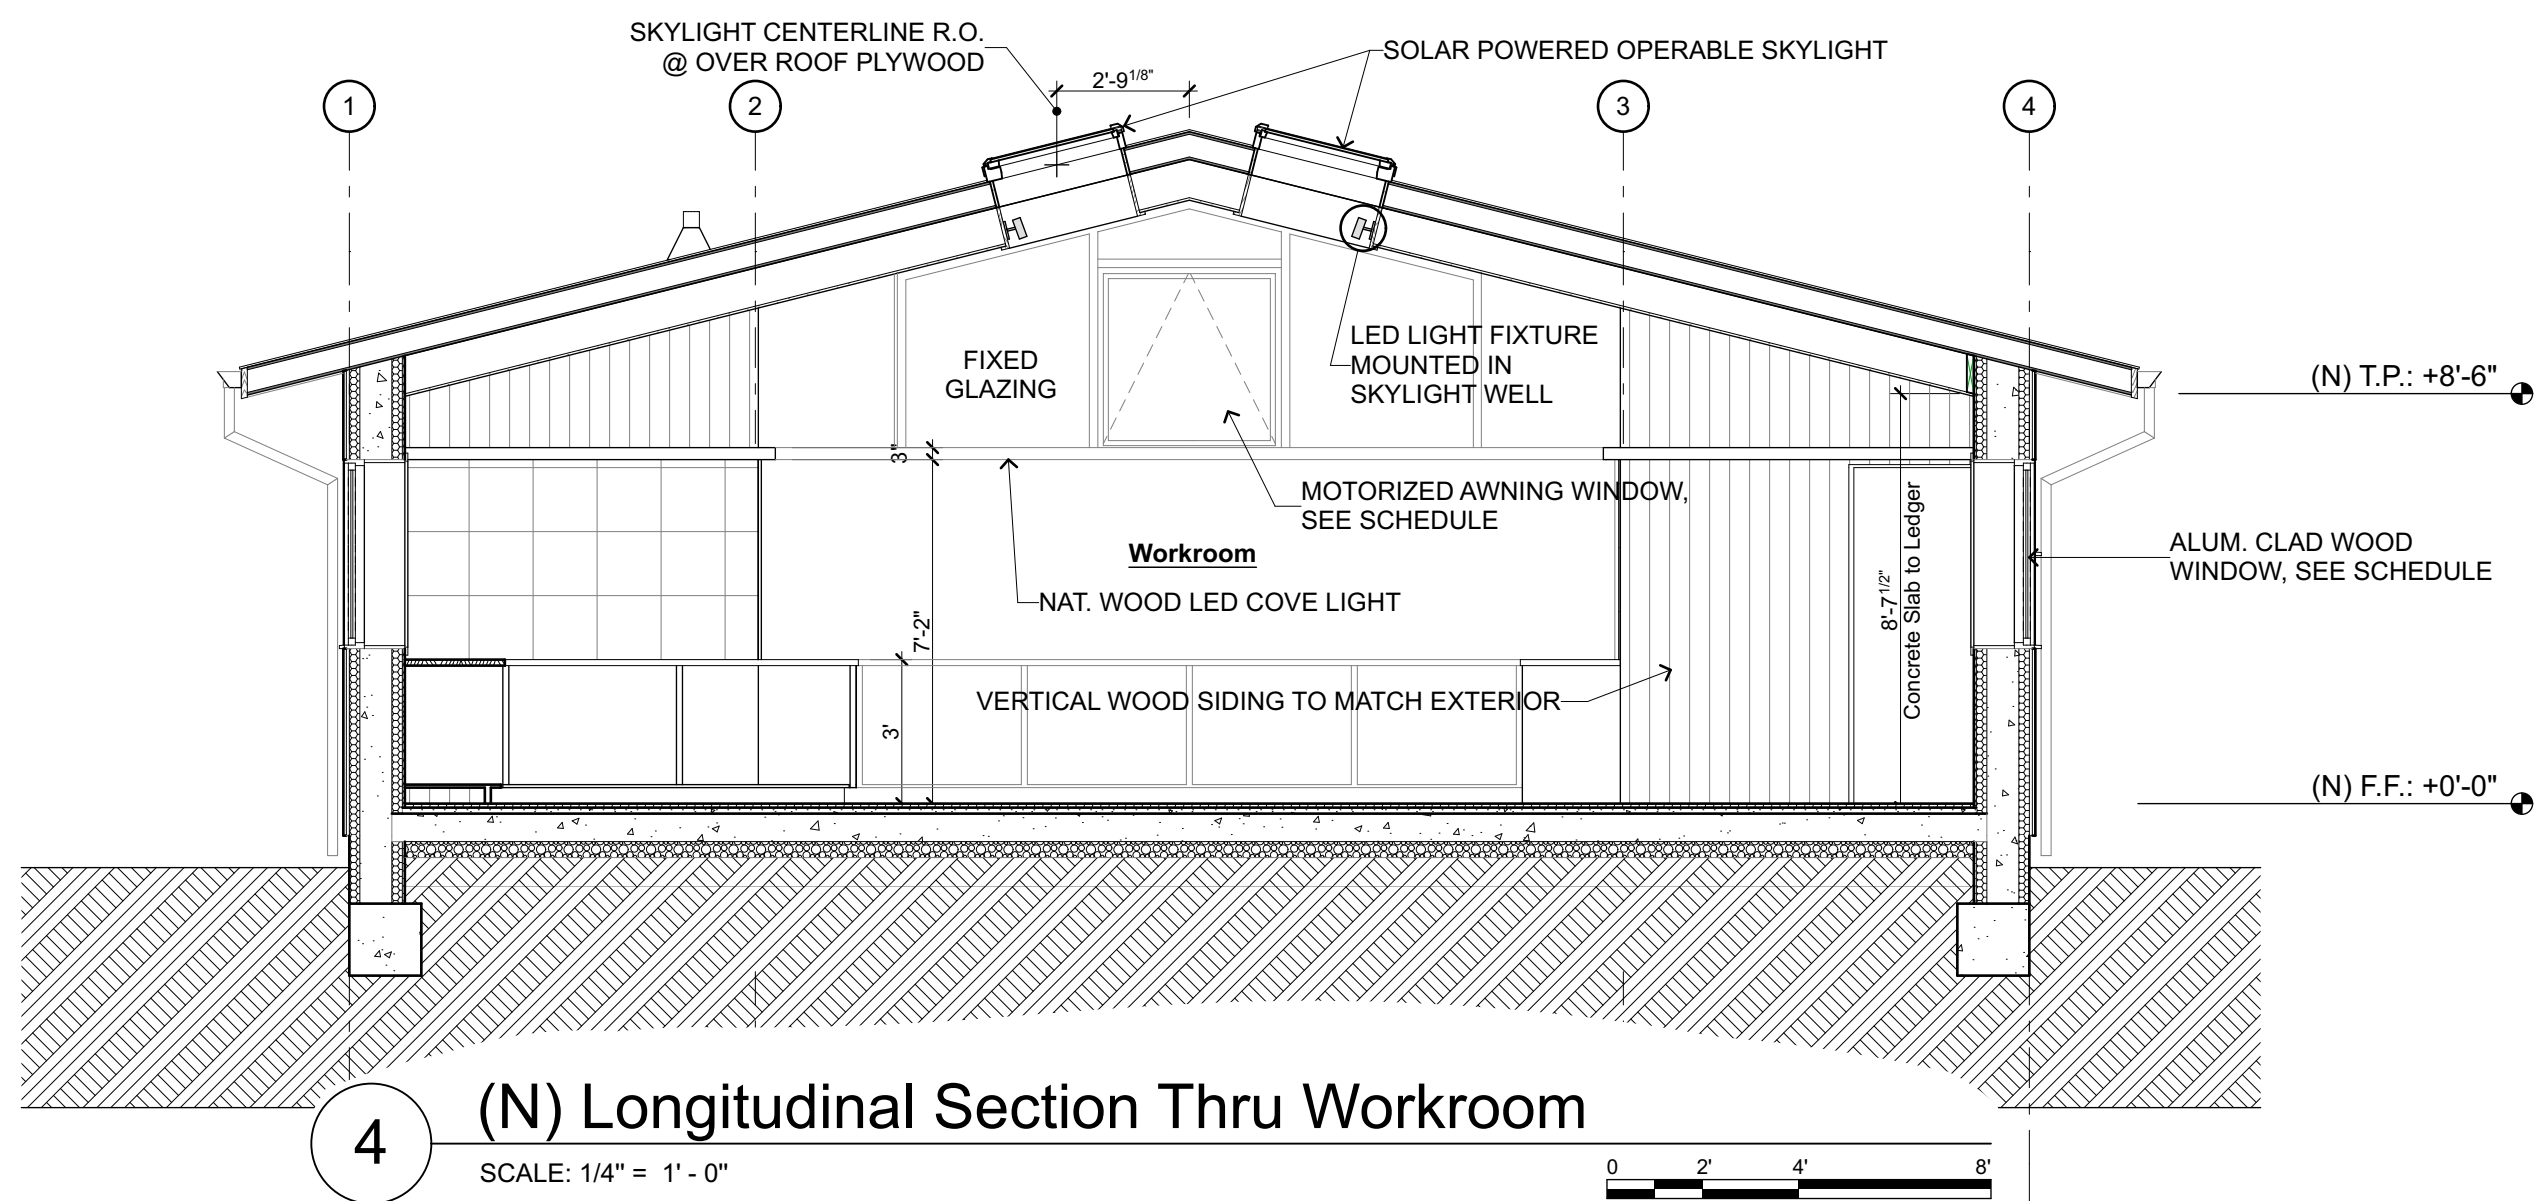 SKYLIGHT CENTERLINE R.O.
@ OVER ROOF PLYWOOD
SOLAR POWERED OPERABLE SKYLIGHT
2'-9 1/8"
1
2
3
4
FIXED
GLAZING
LED LIGHT FIXTURE
MOUNTED IN
SKYLIGHT WELL
(N) T.P.: +8'-6"
3"
MOTORIZED AWNING WINDOW,
SEE SCHEDULE
Workroom
NAT. WOOD LED COVE LIGHT
7'-2"
8'-7 1/2"
Concrete Slab to Ledger
ALUM. CLAD WOOD
WINDOW, SEE SCHEDULE
VERTICAL WOOD SIDING TO MATCH EXTERIOR
3'
(N) F.F.: +0'-0"
4
(N) Longitudinal Section Thru Workroom
SCALE: 1/4" = 1' - 0"
0 2' 4' 8'